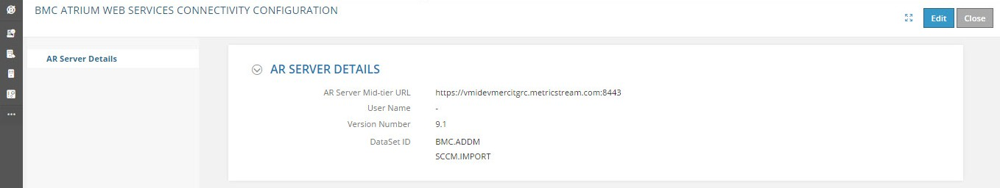 BMC ATRIUM WEB SERVICES CONNECTIVITY CONFIGURATION
Edit
Close
AR Server Details
AR SERVER DETAILS
AR Server Mid-tier URL https://vmidevmercitgrc.metricstream.com:8443
User Name -
Version Number 9.1
DataSet ID BMC.ADDM
SCCM.IMPORT